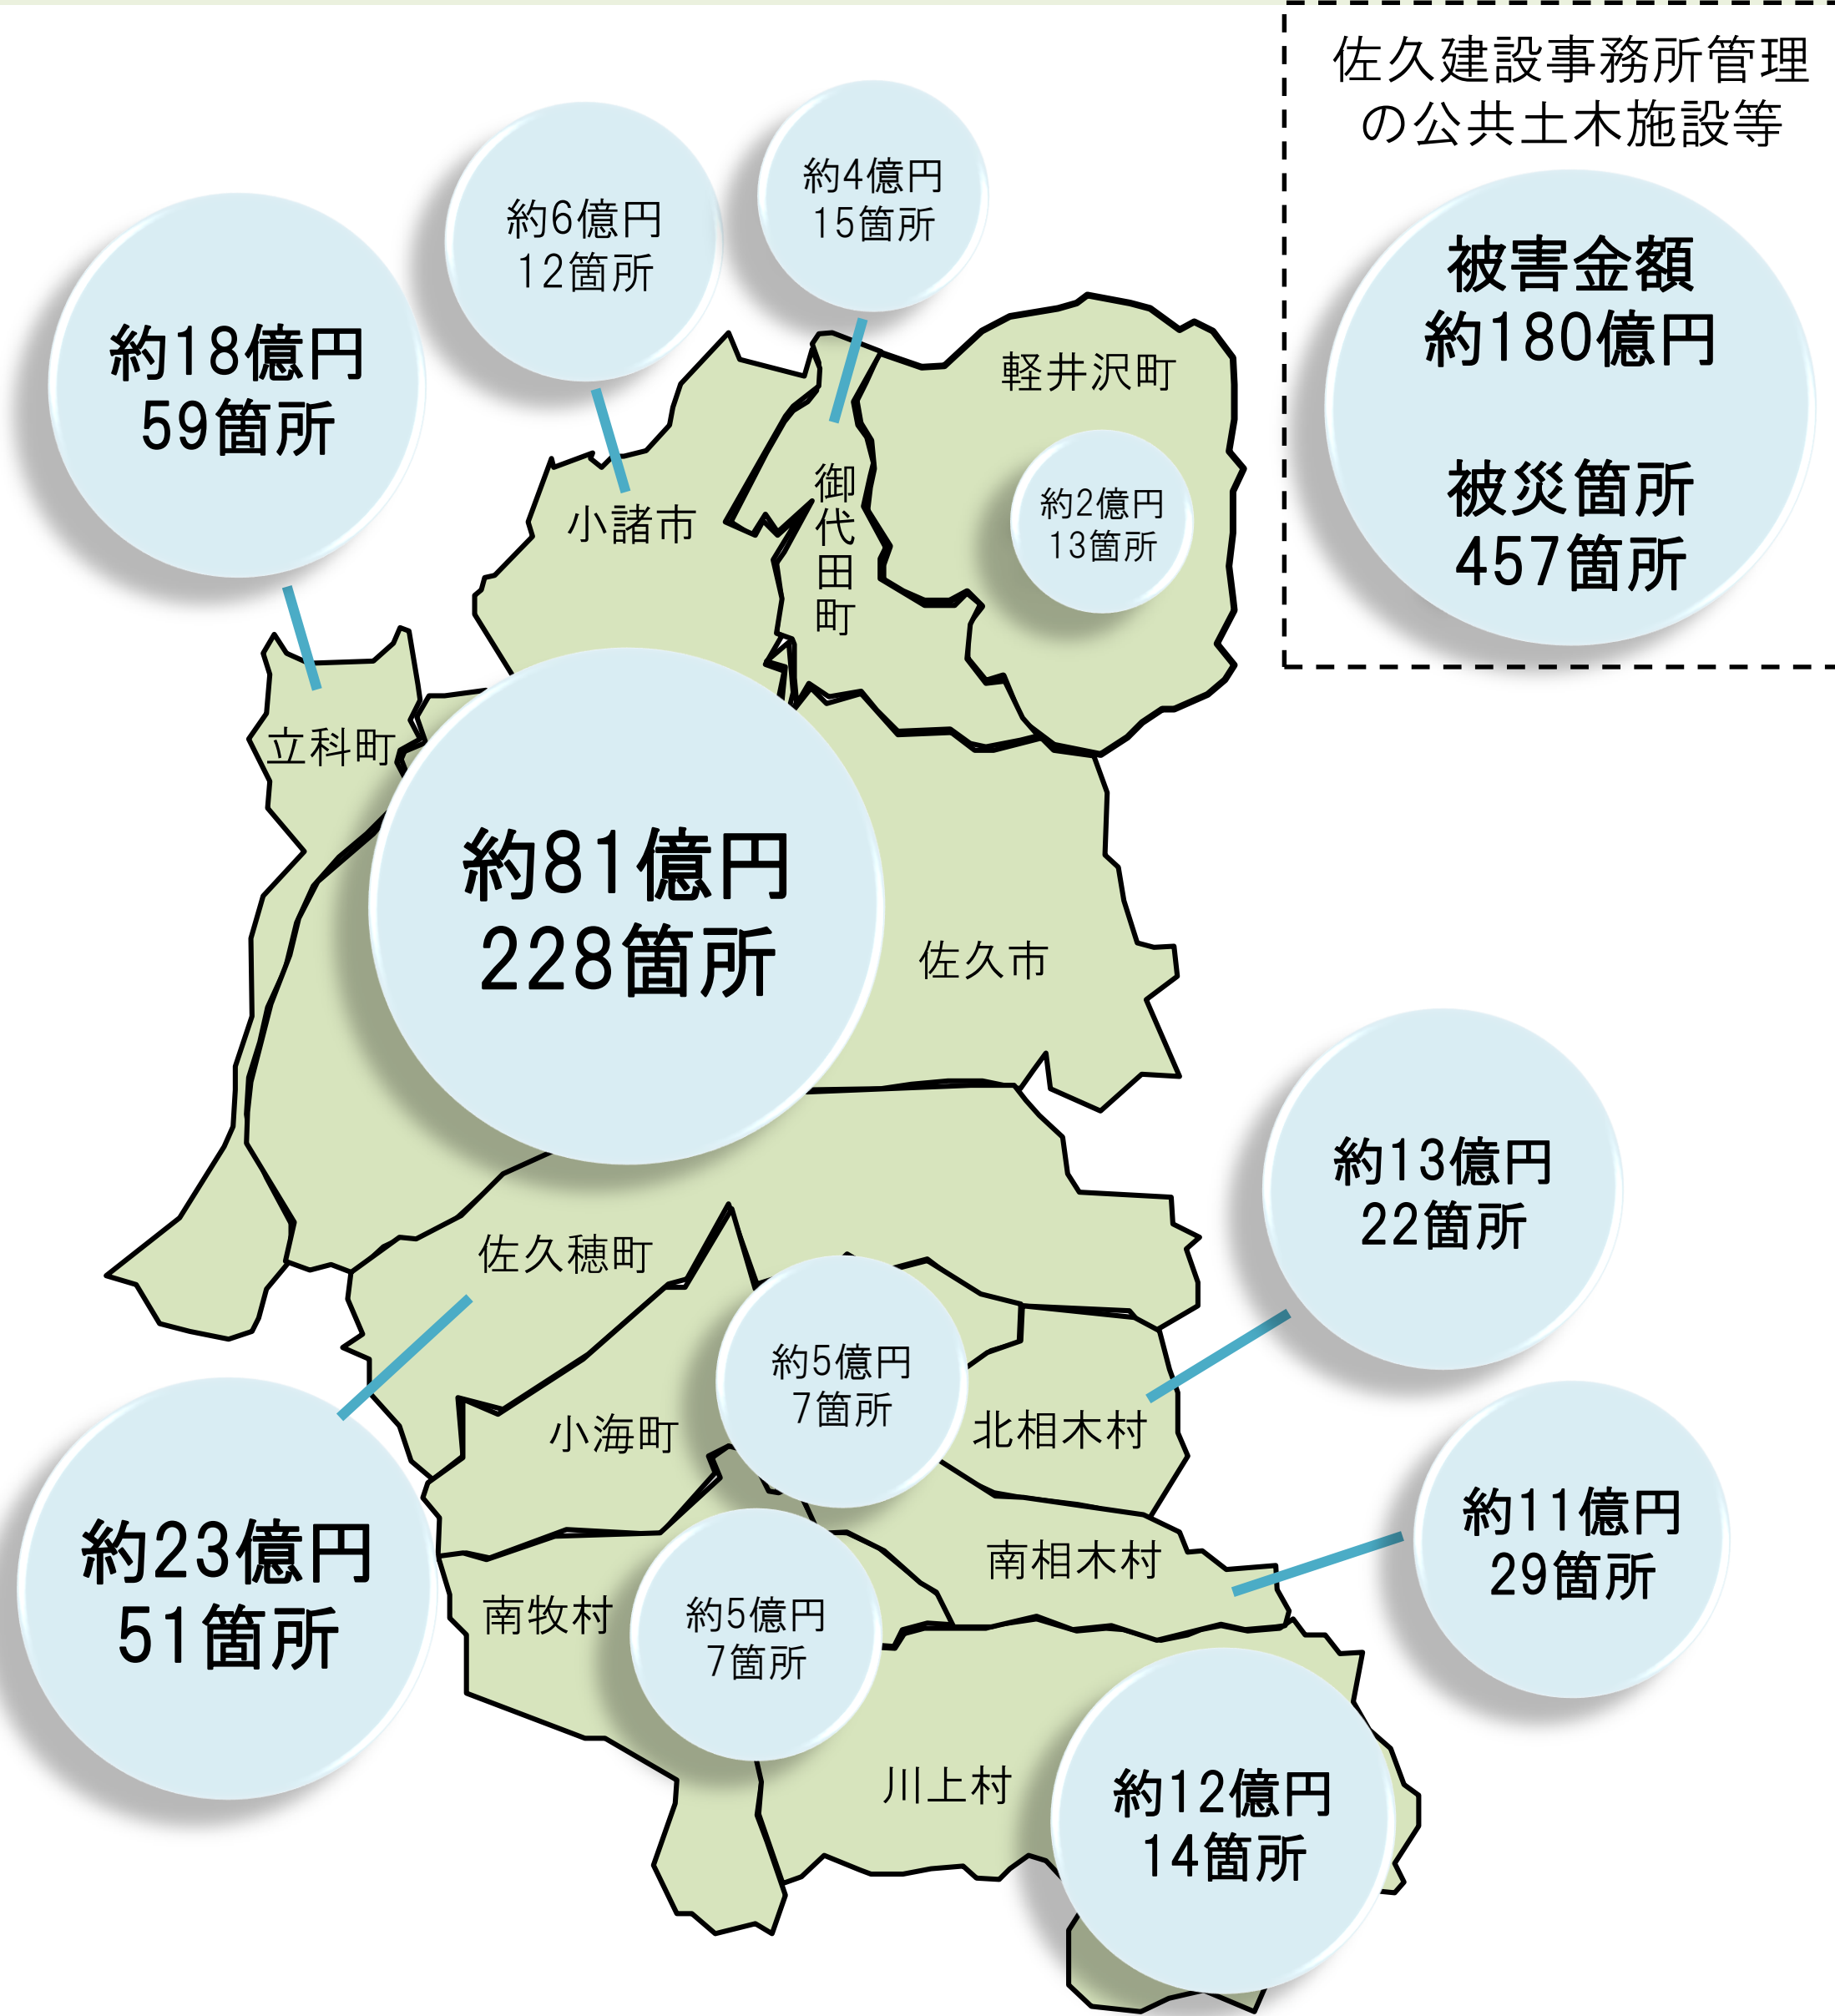 佐久建設事務所管理
の公共土木施設等
被害金額
約180億円
被災箇所
457箇所
約4億円
15箇所
約6億円
12箇所
約18億円
59箇所
軽井沢町
約2億円
13箇所
御代田町
小諸市
立科町
約81億円
228箇所
佐久市
約13億円
22箇所
佐久穂町
約5億円
7箇所
小海町
北相木村
約11億円
29箇所
約23億円
51箇所
南相木村
南牧村
約5億円
7箇所
川上村
約12億円
14箇所